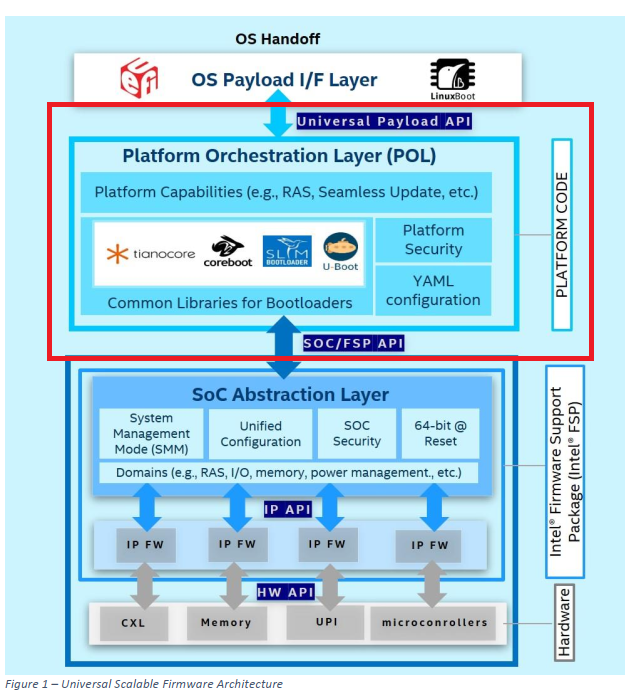 OS Handoff
UEFI
OS Payload I/F Layer
LinuxBoot
Universal Payload API
Platform Orchestration Layer (POL)
Platform Capabilities (e.g., RAS, Seamless Update, etc.)
tianocore
coreboot
SLIM
BOOTLOADER
U-Boot
Common Libraries for Bootloaders
Platform
Security
YAML
configuration
PLATFORM CODE
SOC/FSP API
SoC Abstraction Layer
System
Management
Mode (SMM)
Unified
Configuration
SOC
Security
64-bit @
Reset
Domains (e.g., RAS, I/O, memory, power management., etc.)
IP API
IP FW
IP FW
IP FW
IP FW
Intel® Firmware Support
Package (Intel® FSP)
HW API
CXL
Memory
UPI
microconrollers
Hardware
Figure 1 – Universal Scalable Firmware Architecture